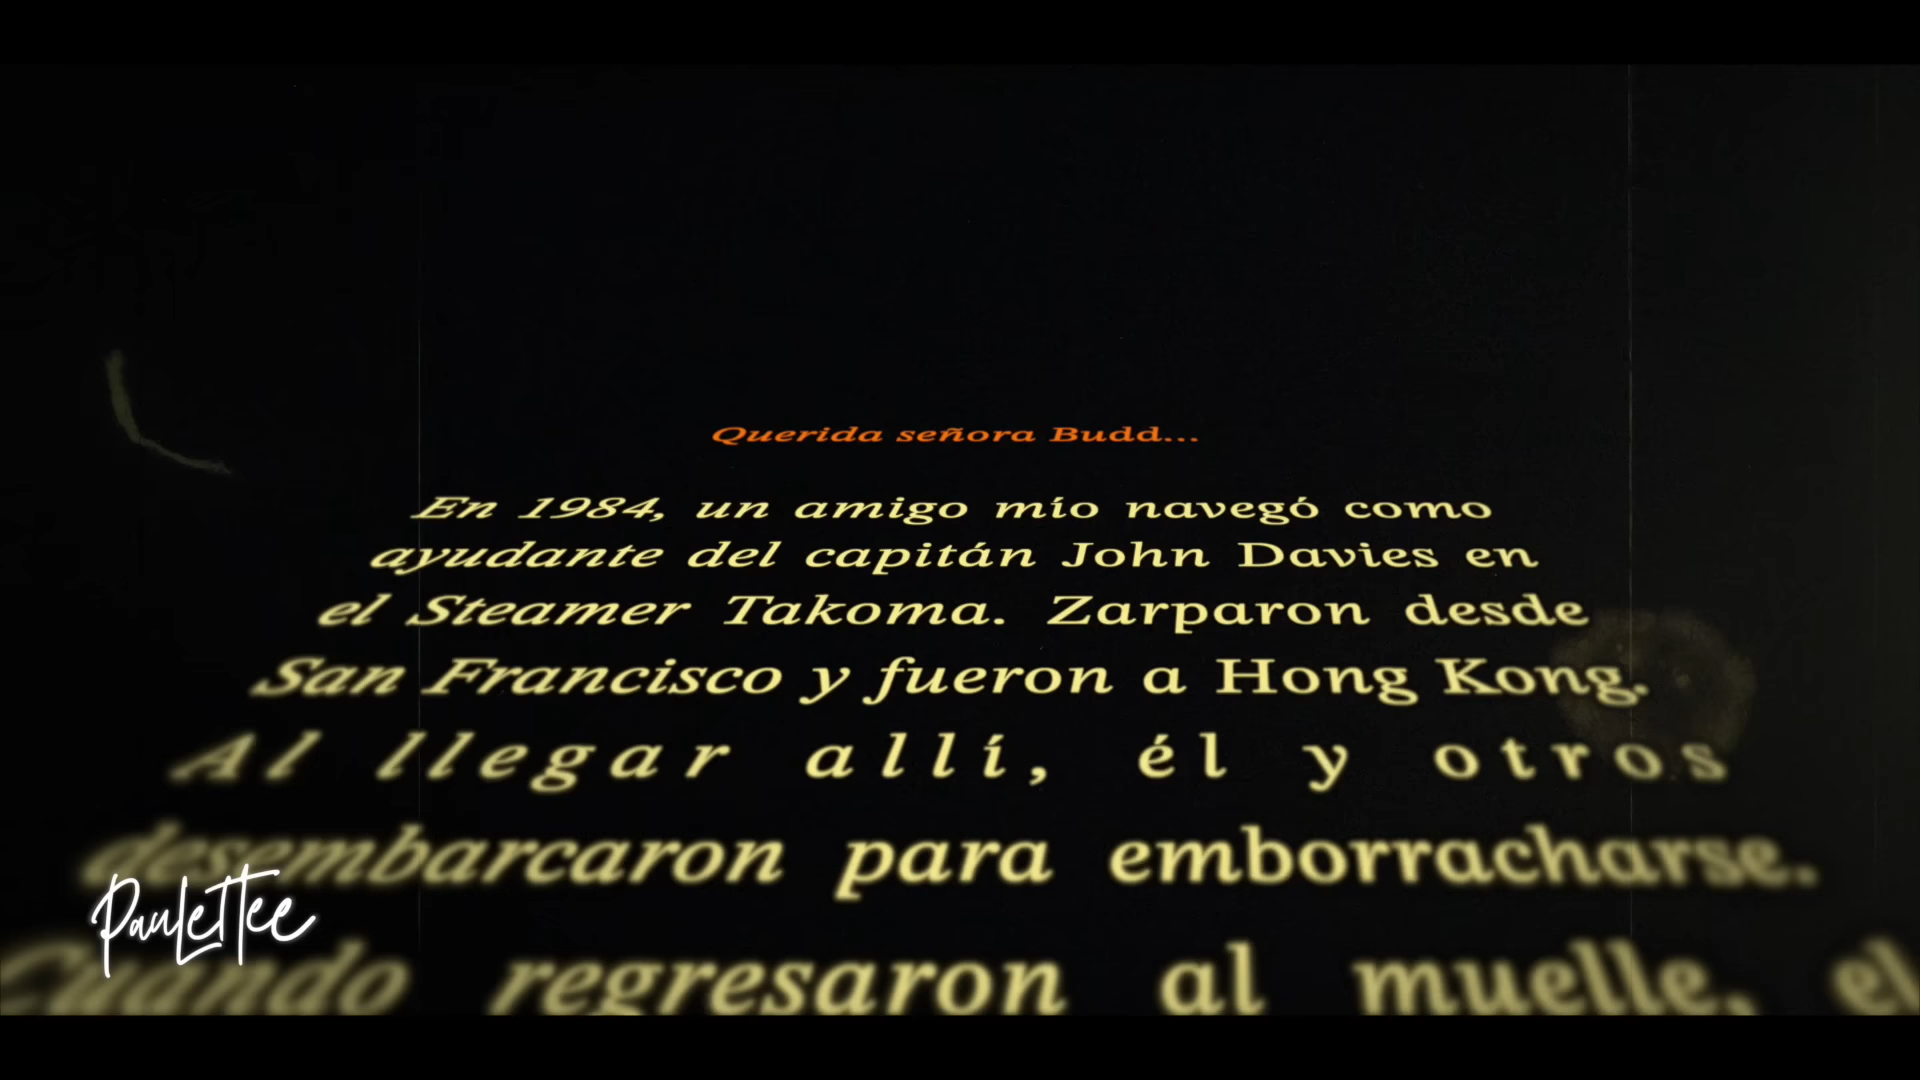 Querida señora Budd...
En 1984, un amigo mío navegó como
ayudante del capitán John Davies en
el Steamer Takoma. Zarparon desde
San Francisco y fueron a Hong Kong.
Al llegar allí, él y otros
desembarcaron para emborracharse.
Cuando regresaron al muelle, el
Paulettee